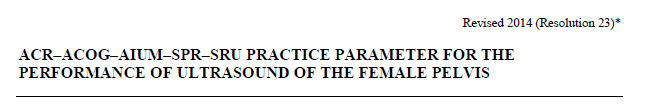 Revised 2014 (Resolution 23)*
ACR–ACOG–AIUM–SPR–SRU PRACTICE PARAMETER FOR THE
PERFORMANCE OF ULTRASOUND OF THE FEMALE PELVIS